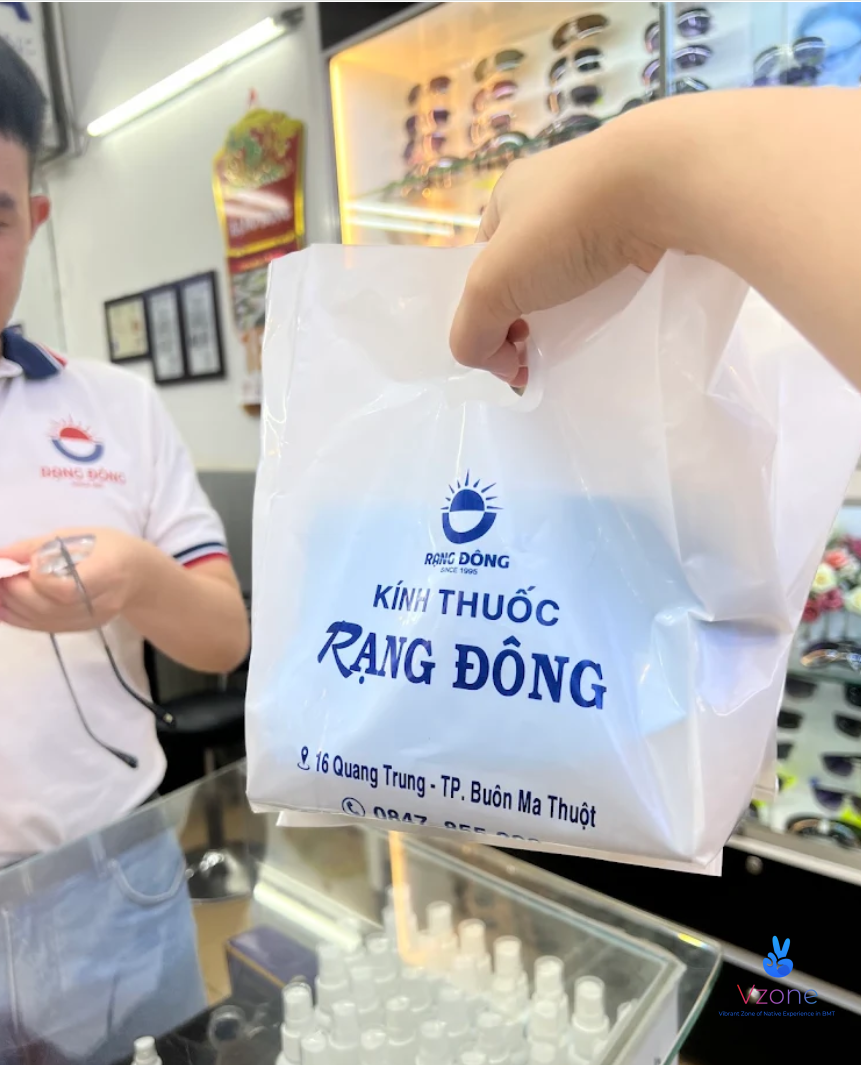 RẠNG ĐÔNG
RẠNG ĐÔNG
SINCE 1995
KÍNH THUỐC
RẠNG ĐÔNG
16 Quang Trung - TP. Buôn Ma Thuột
Vzone
Vibrant Zone of Native Experience in BMT